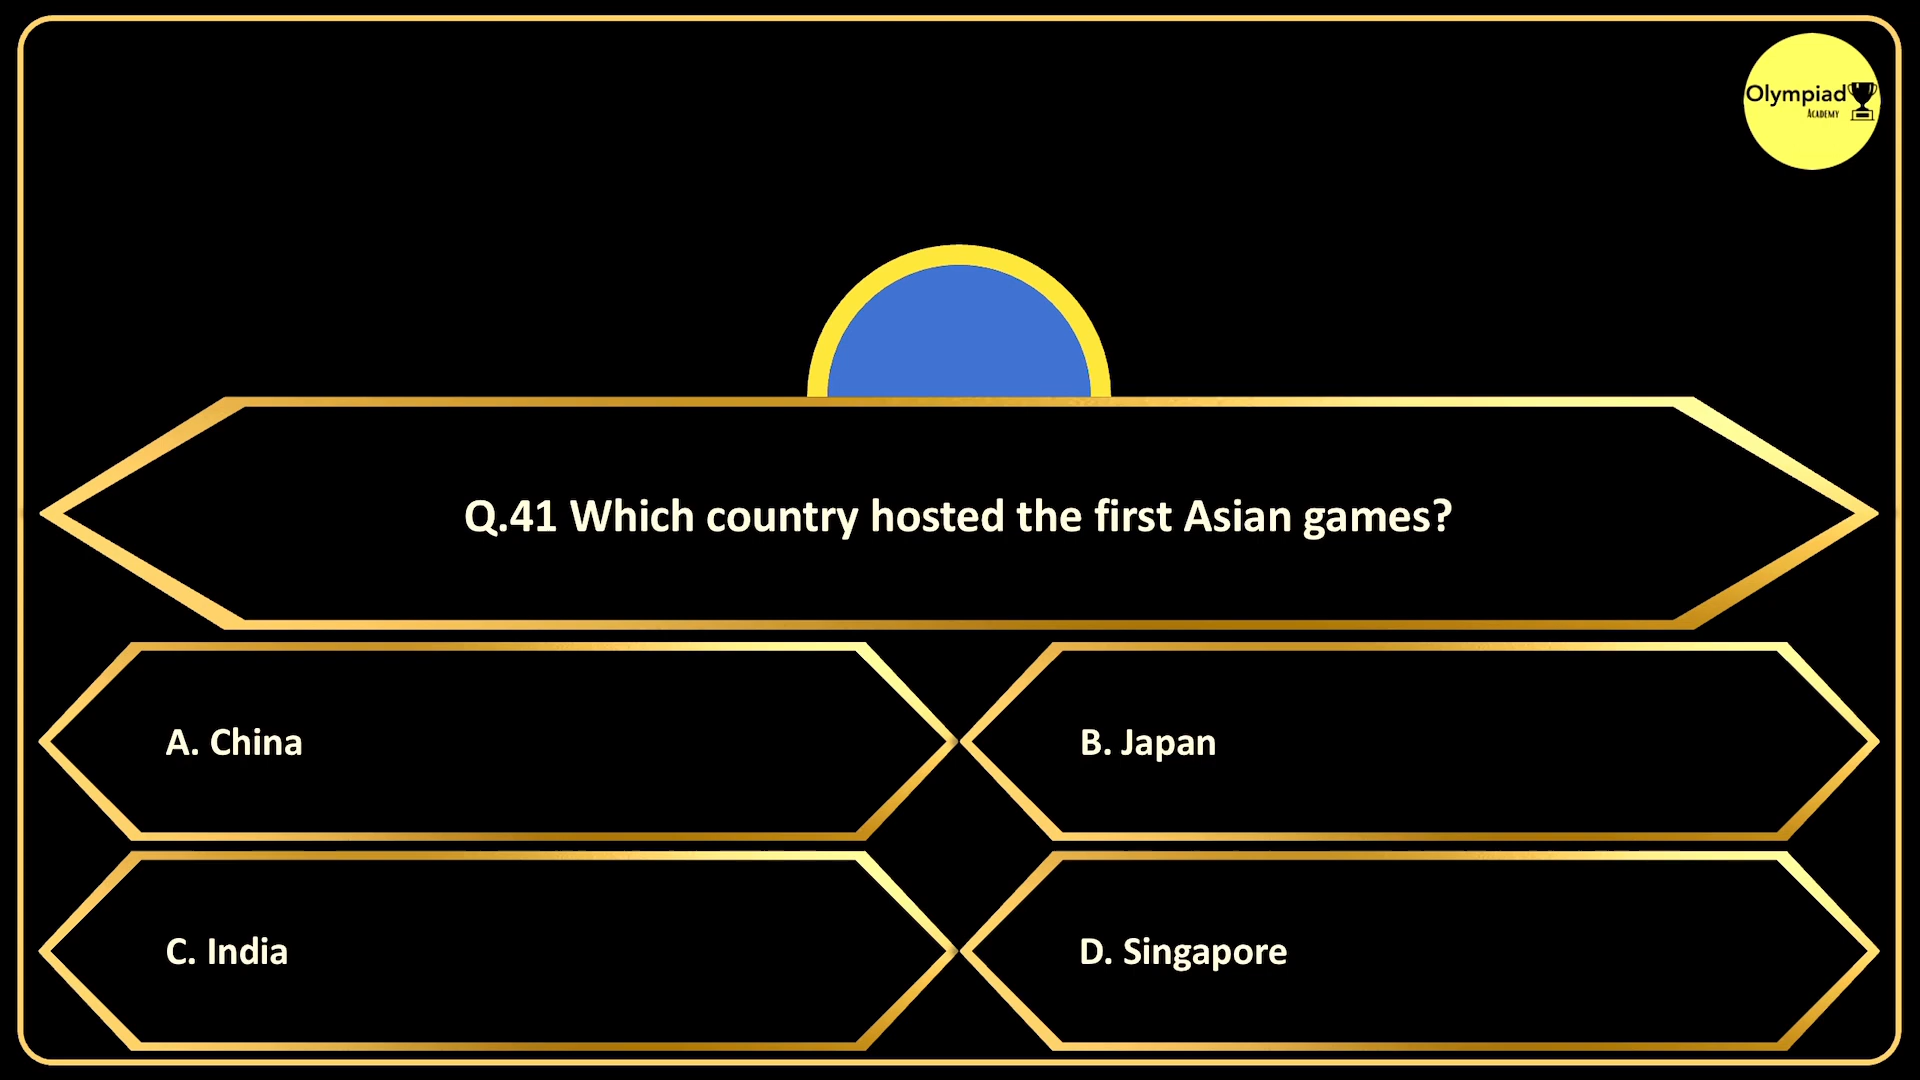 Olympiad
Academy
Q.41 Which country hosted the first Asian games?
A. China
B. Japan
C. India
D. Singapore